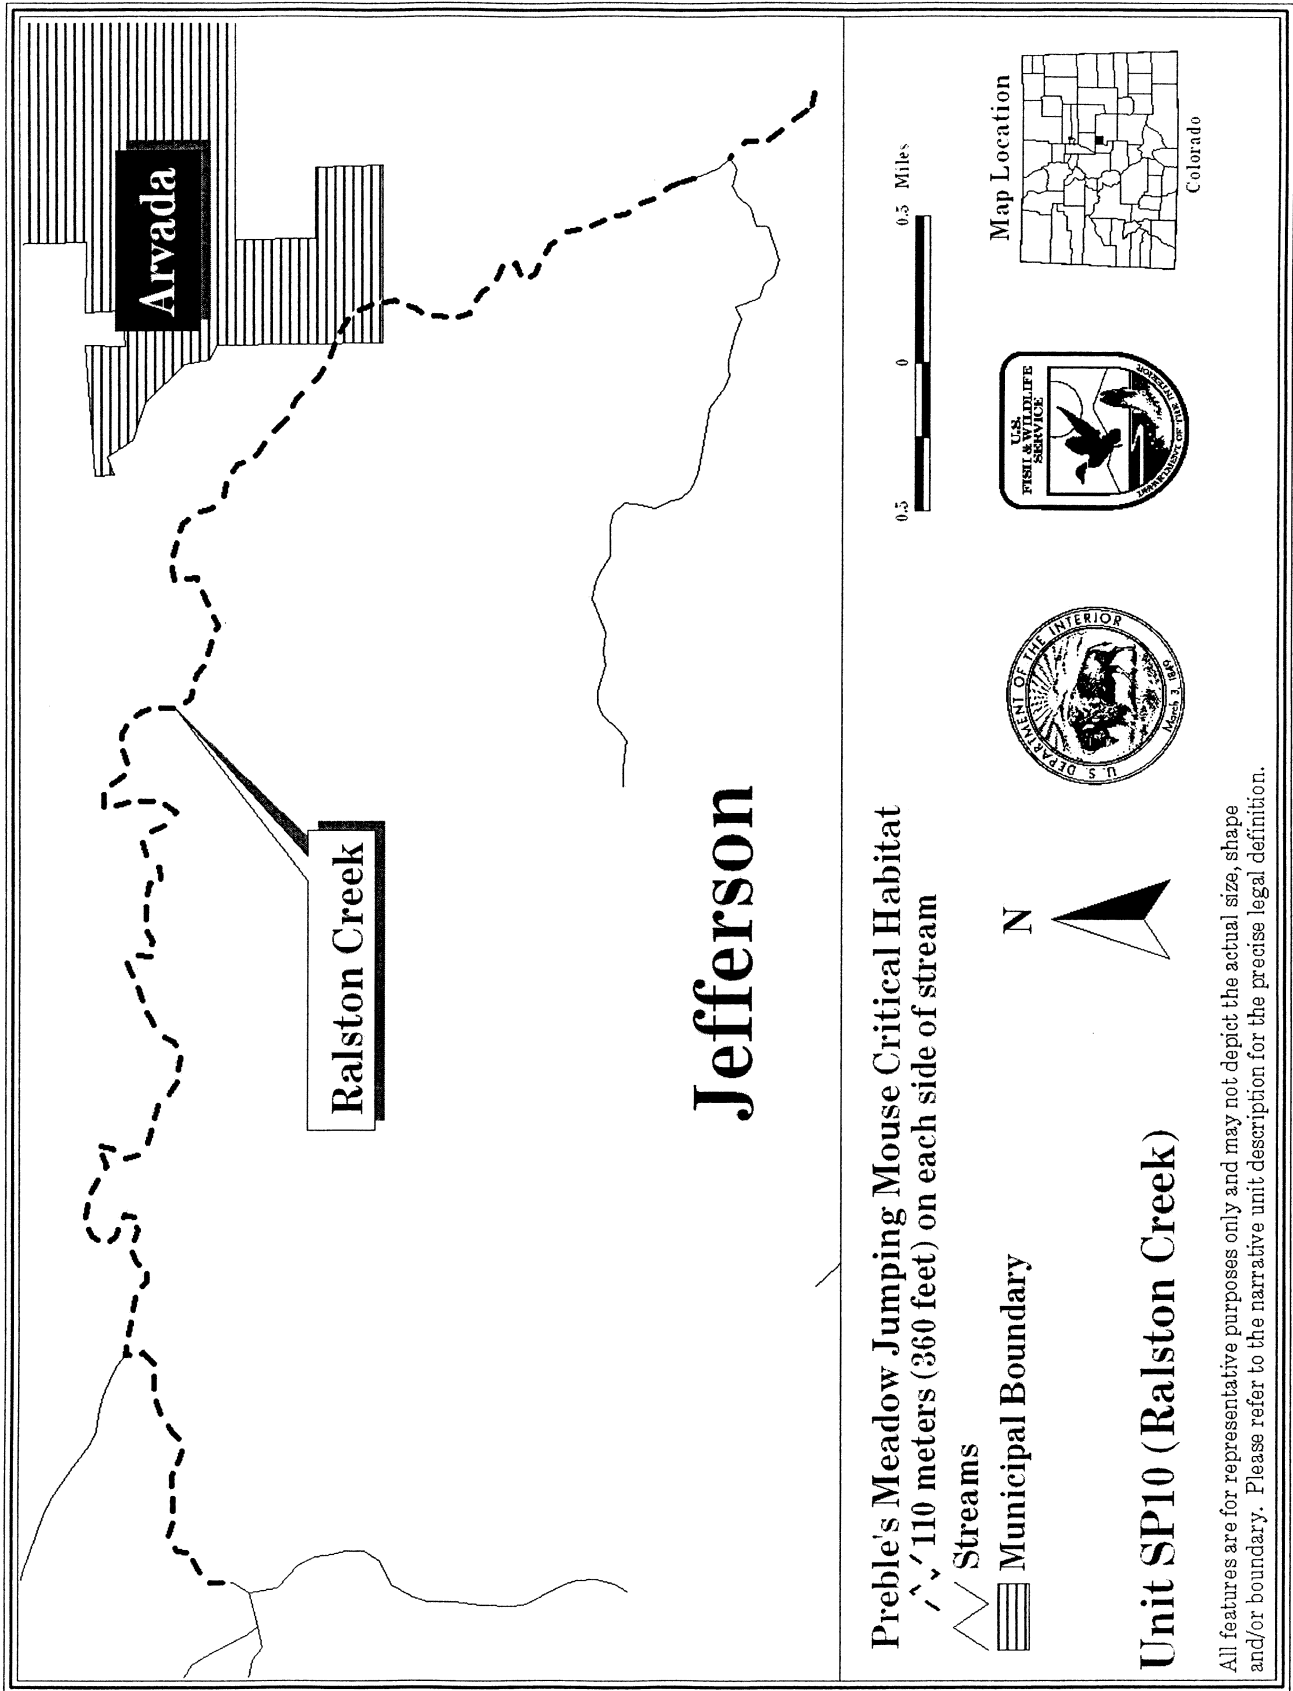 Arvada
Ralston Creek
Jefferson
Preble's Meadow Jumping Mouse Critical Habitat
110 meters (360 feet) on each side of stream
Streams
Municipal Boundary
Unit SP10 (Ralston Creek)
N
U.S. DEPARTMENT OF THE INTERIOR
March 3, 1849
U.S.
FISH & WILDLIFE
SERVICE
DEPARTMENT OF THE INTERIOR
0.5 0 0.5 Miles
Map Location
Colorado
All features are for representative purposes only and may not depict the actual size, shape
and/or boundary. Please refer to the narrative unit description for the precise legal definition.